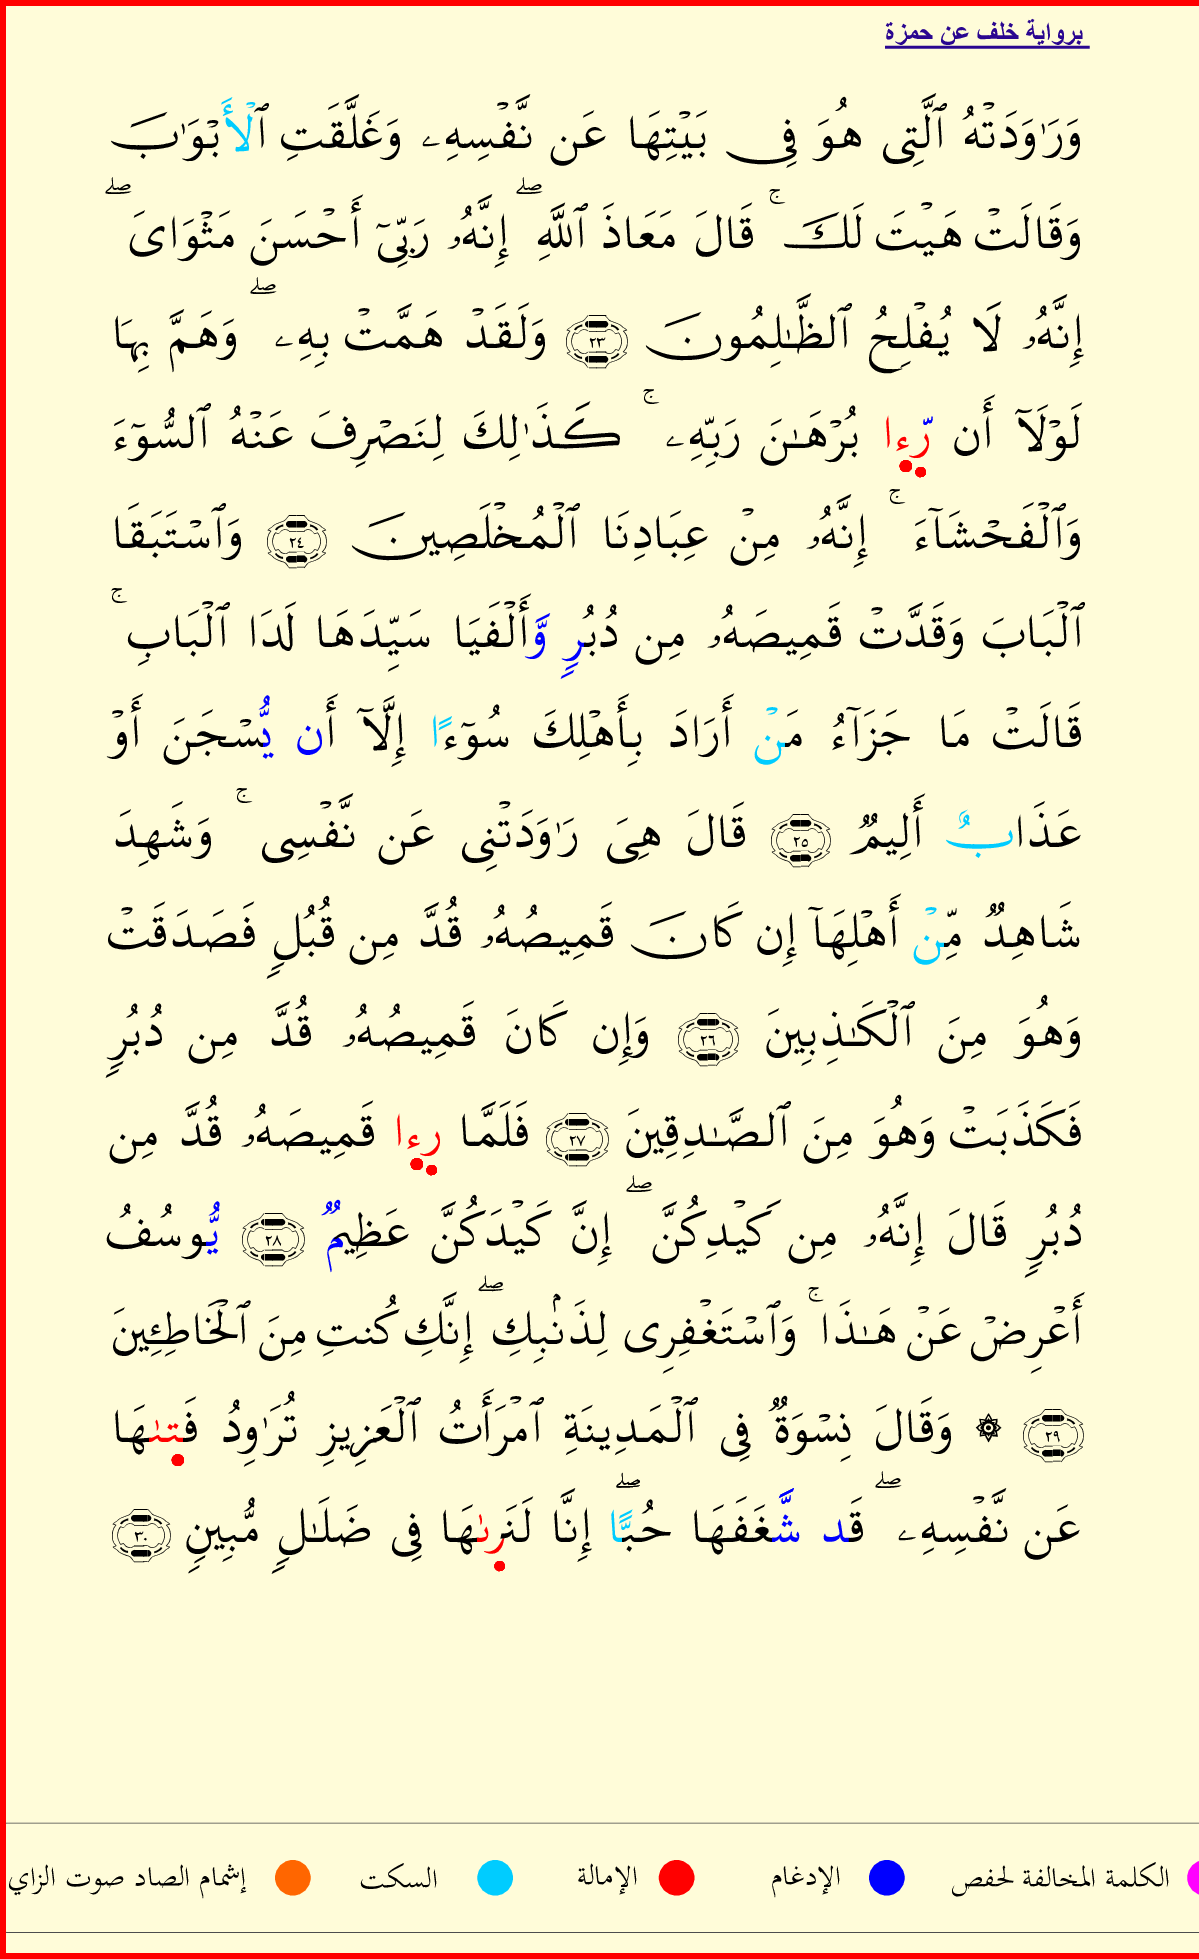 برواية خلف عن حمزة
وَرَٰوَدَتۡهُ ٱلَّتِى هُوَ فِى بَيۡتِهَا عَن نَّفۡسِهِۦ وَغَلَّقَتِ ٱلۡأَبۡوَٰبَ
وَقَالَتۡ هَيۡتَ لَكَۚ قَالَ مَعَاذَ ٱللَّهِۖ إِنَّهُۥ رَبِّىٓ أَحۡسَنَ مَثۡوَاىَۖ
إِنَّهُۥ لَا يُفۡلِحُ ٱلظَّٰلِمُونَ ٢٣ وَلَقَدۡ هَمَّتۡ بِهِۦۖ وَهَمَّ بِهَا
لَوۡلَآ أَن رَّءَا بُرۡهَٰنَ رَبِّهِۦۚ كَذَٰلِكَ لِنَصۡرِفَ عَنۡهُ ٱلسُّوٓءَ
وَٱلۡفَحۡشَآءَۚ إِنَّهُۥ مِنۡ عِبَادِنَا ٱلۡمُخۡلَصِينَ ٢٤ وَٱسۡتَبَقَا
ٱلۡبَابَ وَقَدَّتۡ قَمِيصَهُۥ مِن دُبُرٍ وَّأَلۡفَيَا سَيِّدَهَا لَدَا ٱلۡبَابِۚ
قَالَتۡ مَا جَزَآءُ مَنۡ أَرَادَ بِأَهۡلِكَ سُوٓءًا إِلَّآ أَن يُّسۡجَنَ أَوۡ
عَذَابٌ أَلِيمٌ ٢٥ قَالَ هِىَ رَٰوَدَتۡنِى عَن نَّفۡسِىۚ وَشَهِدَ
شَاهِدٌ مِّنۡ أَهۡلِهَآ إِن كَانَ قَمِيصُهُۥ قُدَّ مِن قُبُلٍ فَصَدَقَتۡ
وَهُوَ مِنَ ٱلۡكَٰذِبِينَ ٢٦ وَإِن كَانَ قَمِيصُهُۥ قُدَّ مِن دُبُرٍ
فَكَذَبَتۡ وَهُوَ مِنَ ٱلصَّٰدِقِينَ ٢٧ فَلَمَّا رءا قَمِيصَهُۥ قُدَّ مِن
دُبُرٍ قَالَ إِنَّهُۥ مِن كَيۡدِكُنَّۖ إِنَّ كَيۡدَكُنَّ عَظِيمٌ ٢٨ يُّوسُفُ
أَعۡرِضۡ عَنۡ هَٰذَاۚ وَٱسۡتَغۡفِرِى لِذَنۢبِكِۖ إِنَّكِ كُنتِ مِنَ ٱلۡخَاطِئِينَ
٢٩ ۞ وَقَالَ نِسۡوَةٌ فِى ٱلۡمَدِينَةِ ٱمۡرَأَتُ ٱلۡعَزِيزِ تُرَٰوِدُ فَتىٰهَا
عَن نَّفۡسِهِۦۖ قَد شَّغَفَهَا حُبًّاۖ إِنَّا لَنَرىٰهَا فِى ضَلَٰلٍ مُّبِينٍ ٣٠
الكلمة المخالفة لحفص الإدغام الإمالة السكت إشمام الصاد صوت الزاي